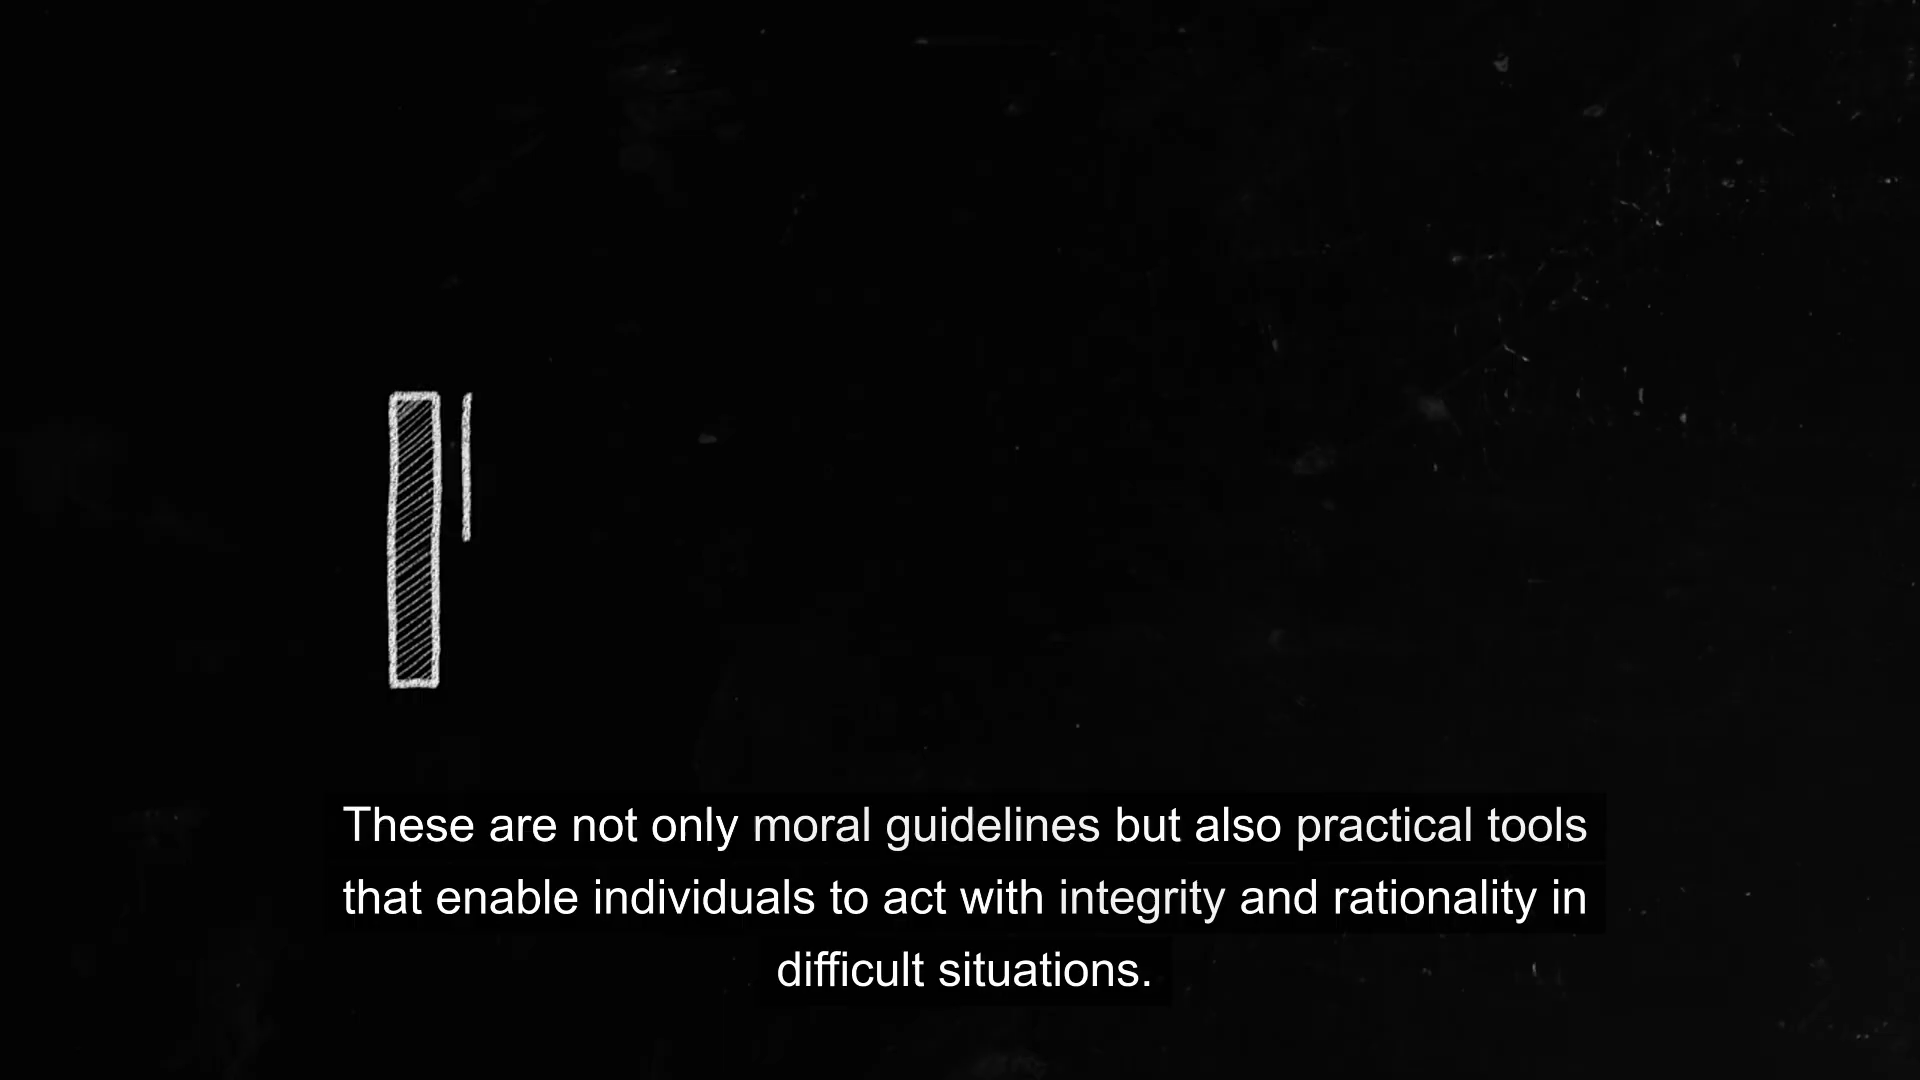 These are not only moral guidelines but also practical tools
that enable individuals to act with integrity and rationality in
difficult situations.